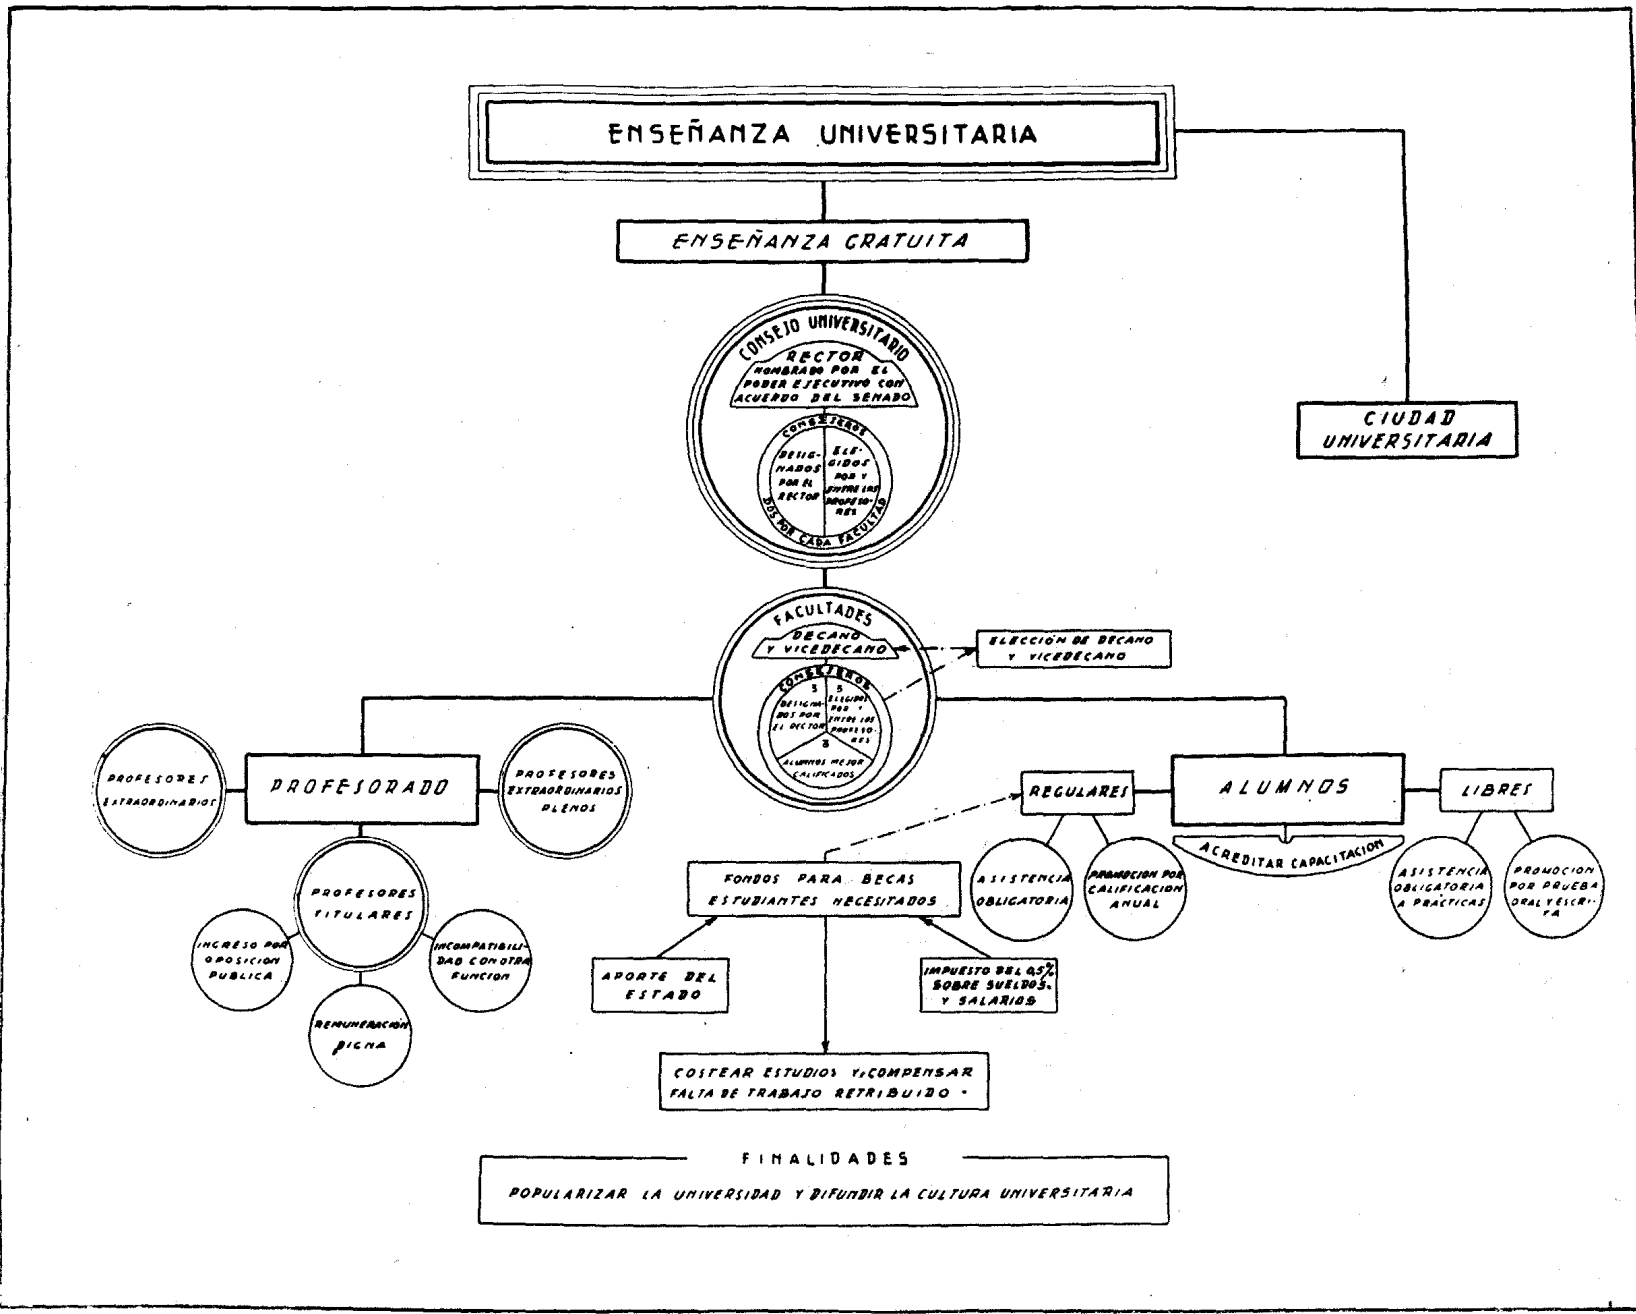 ENSEÑANZA UNIVERSITARIA
ENSEÑANZA GRATUITA
CONSEJO UNIVERSITARIO
RECTOR
NOMBRADO POR EL
PODER EJECUTIVO CON
ACUERDO DEL SENADO
CONSEJEROS
DESIG-
NADOS
POR EL
RECTOR
ELE-
GIDOS
POR Y
ENTRE LOS
PROFESO-
RES
DOS POR CADA FACULTAD
CIUDAD
UNIVERSITARIA
FACULTADES
DECANO
Y VICEDECANO
ELECCIÓN DE DECANO
Y VICEDECANO
CONSEJEROS
DESIGNA-
DOS POR
EL RECTOR
ELEGIDOS
POR Y
ENTRE LOS
PROFESO-
RES
3
ALUMNOS MEJOR
CALIFICADOS
PROFESORES
EXTRAORDINARIOS
PROFESORADO
PROFESORES
EXTRAORDINARIOS
PLENOS
PROFESORES
TITULARES
INGRESO POR
OPOSICION
PUBLICA
INCOMPATIBILI-
DAD CON OTRA
FUNCION
REMUNERACIÓN
DIGNA
REGULARES
ALUMNOS
LIBRES
ACREDITAR CAPACITACION
ASISTENCIA
OBLIGATORIA
PROMOCION POR
CALIFICACION
ANUAL
ASISTENCIA
OBLIGATORIA
A PRÁCTICAS
PROMOCION
POR PRUEBA
ORAL Y ESCRI-
TA
FONDOS PARA BECAS
ESTUDIANTES NECESITADOS
APORTE DEL
ESTADO
IMPUESTO DEL 0,5%
SOBRE SUELDOS
Y SALARIOS
COSTEAR ESTUDIOS Y COMPENSAR
FALTA DE TRABAJO RETRIBUIDO -
FINALIDADES
POPULARIZAR LA UNIVERSIDAD Y DIFUNDIR LA CULTURA UNIVERSITARIA